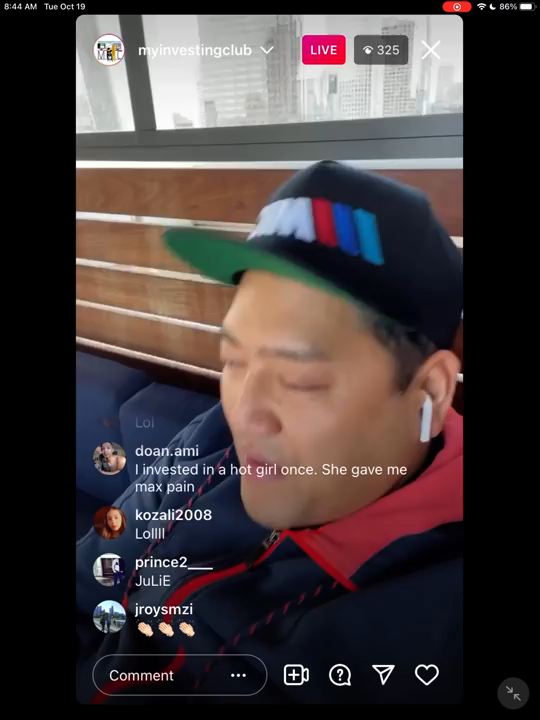 8:44 AM Tue Oct 19
86%
myinvestingclub
LIVE
325
Lol
doan.ami
I invested in a hot girl once. She gave me
max pain
kozali2008
Lollll
prince2___
JuLiE
jroysmzi
Comment